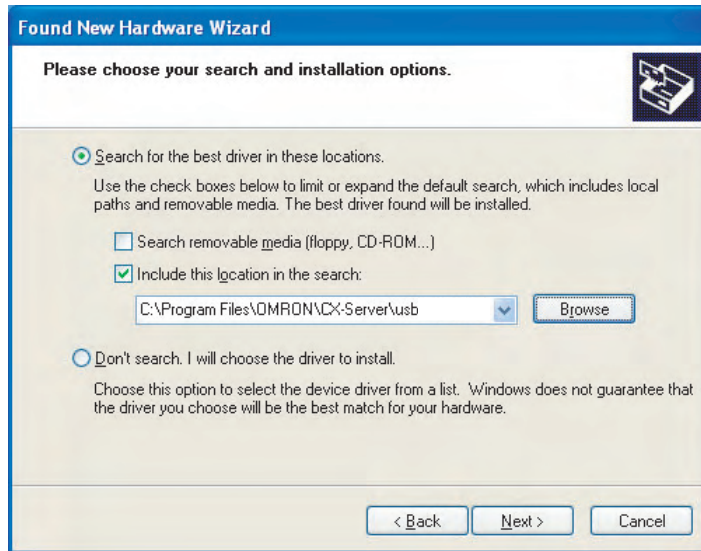 Found New Hardware Wizard
Please choose your search and installation options.
Search for the best driver in these locations.
Use the check boxes below to limit or expand the default search, which includes local
paths and removable media. The best driver found will be installed.
Search removable media (floppy, CD-ROM...)
Include this location in the search:
C:\Program Files\OMRON\CX-Server\usb
Browse
Don't search. I will choose the driver to install.
Choose this option to select the device driver from a list. Windows does not guarantee that
the driver you choose will be the best match for your hardware.
< Back
Next >
Cancel